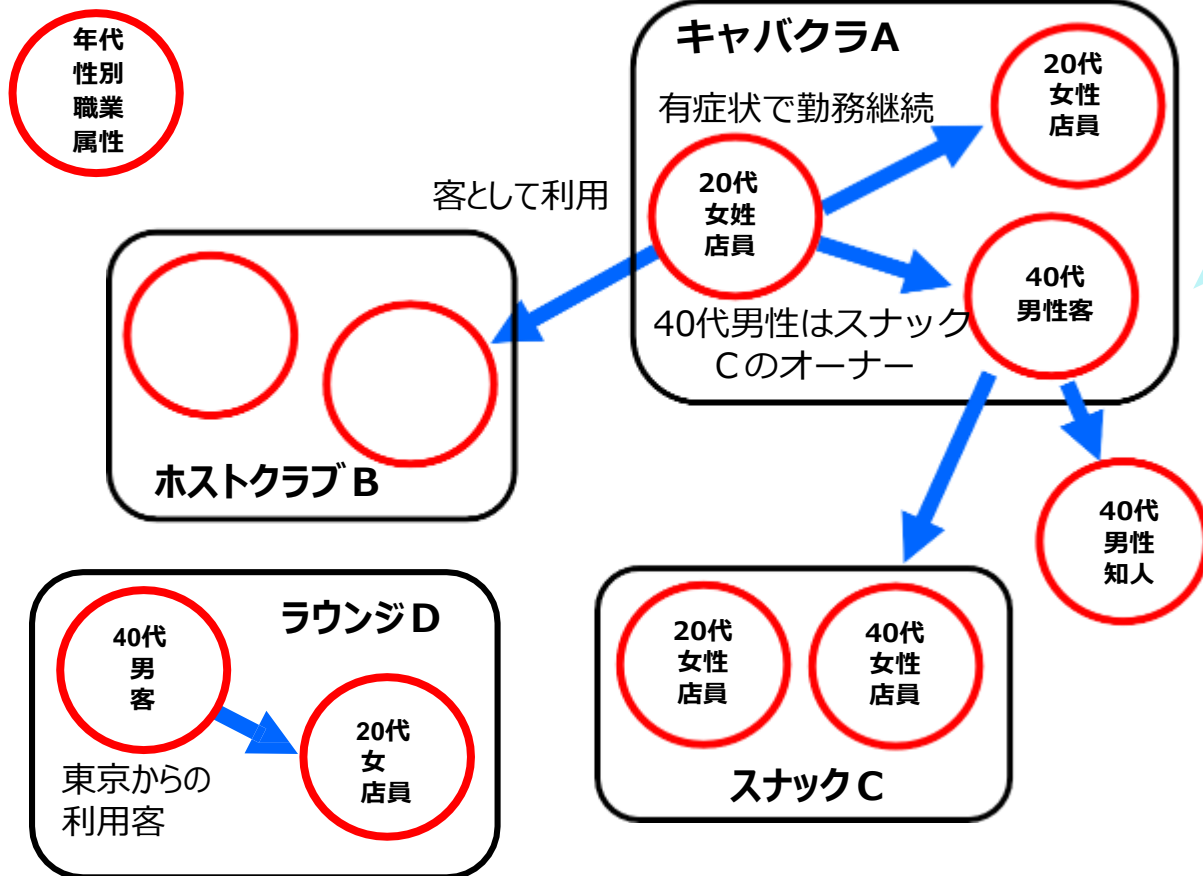 年代
性別
職業
属性
キャバクラA
20代
女性
店員
有症状で勤務継続
20代
女姓
店員
客として利用
40代
男性客
40代男性はスナック
Cのオーナー
ホストクラブB
40代
男性
知人
ラウンジD
40代
男
客
20代
女
店員
東京からの
利用客
20代
女性
店員
40代
女性
店員
スナックC